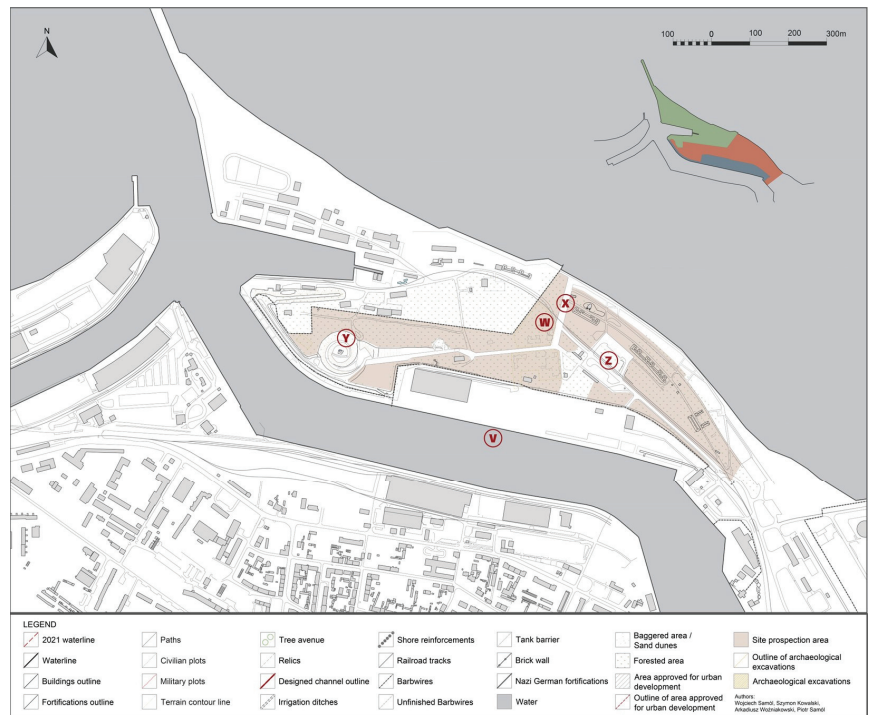 N
100 0 100 200 300m
X
W
Y
Z
V
LEGEND
2021 waterline
Waterline
Buildings outline
Fortifications outline
Paths
Civilian plots
Military plots
Terrain contour line
Tree avenue
Relics
Designed channel outline
Irrigation ditches
Shore reinforcements
Railroad tracks
Barbwires
Unfinished Barbwires
Tank barrier
Brick wall
Nazi German fortifications
Water
Baggered area /
Sand dunes
Forested area
Area approved for urban
development
Outline of area approved
for urban development
Site prospection area
Outline of archaeological
excavations
Archaeological excavations
Authors:
Wojciech Samól, Szymon Kowalski,
Arkadiusz Woźniakowski, Piotr Samól